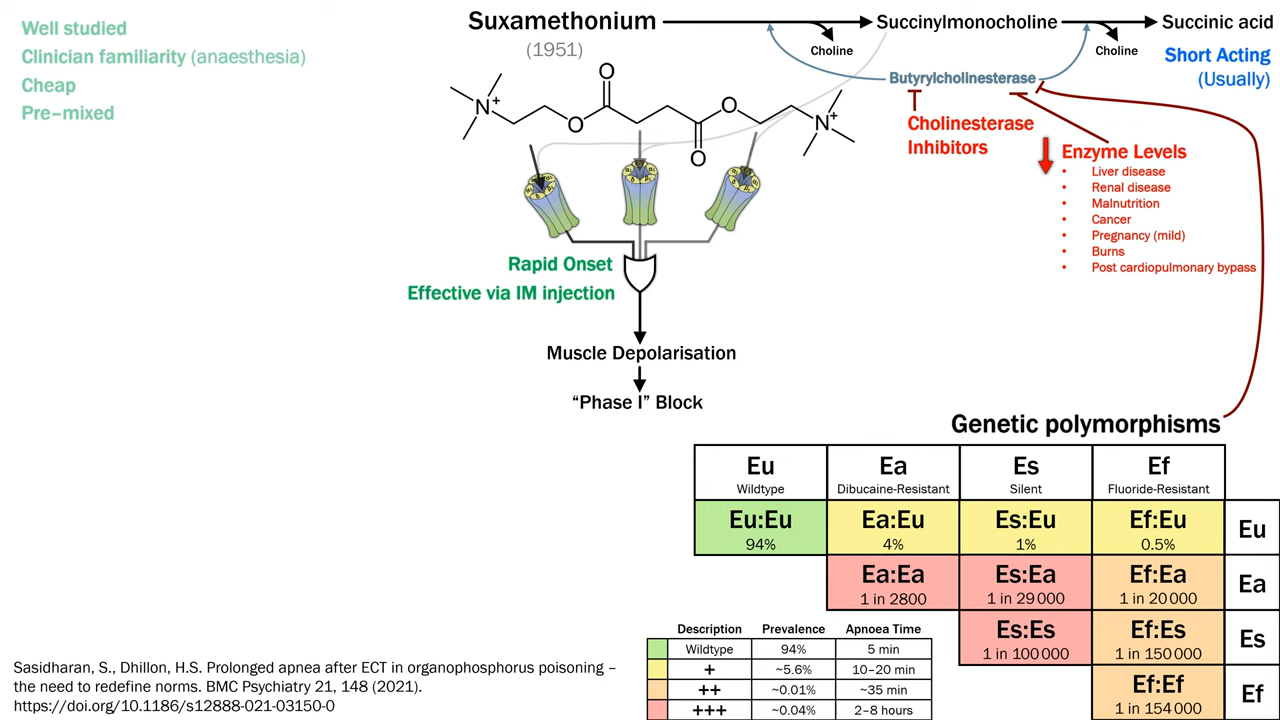 Well studied
Clinician familiarity (anaesthesia)
Cheap
Pre-mixed
Suxamethonium
(1951)
Succinylmonocholine
Succinic acid
Choline
Choline
Short Acting
(Usually)
Butyrylcholinesterase
Cholinesterase
Inhibitors
Enzyme Levels
• Liver disease
• Renal disease
• Malnutrition
• Cancer
• Pregnancy (mild)
• Burns
• Post cardiopulmonary bypass
N+
O
O
O
O
N+
Rapid Onset
Effective via IM injection
Muscle Depolarisation
“Phase I” Block
Genetic polymorphisms
Eu Ea Es Ef
Wildtype Dibucaine-Resistant Silent Fluoride-Resistant
Eu:Eu Ea:Eu Es:Eu Ef:Eu Eu
94% 4% 1% 0.5%
Ea:Ea Es:Ea Ef:Ea Ea
1 in 2800 1 in 29 000 1 in 20 000
Es:Es Ef:Es Es
1 in 100 000 1 in 150 000
Ef:Ef Ef
1 in 154 000
Description Prevalence Apnoea Time
Wildtype 94% 5 min
+ ~5.6% 10–20 min
++ ~0.01% ~35 min
+++ ~0.04% 2–8 hours
Sasidharan, S., Dhillon, H.S. Prolonged apnea after ECT in organophosphorus poisoning –
the need to redefine norms. BMC Psychiatry 21, 148 (2021).
https://doi.org/10.1186/s12888-021-03150-0